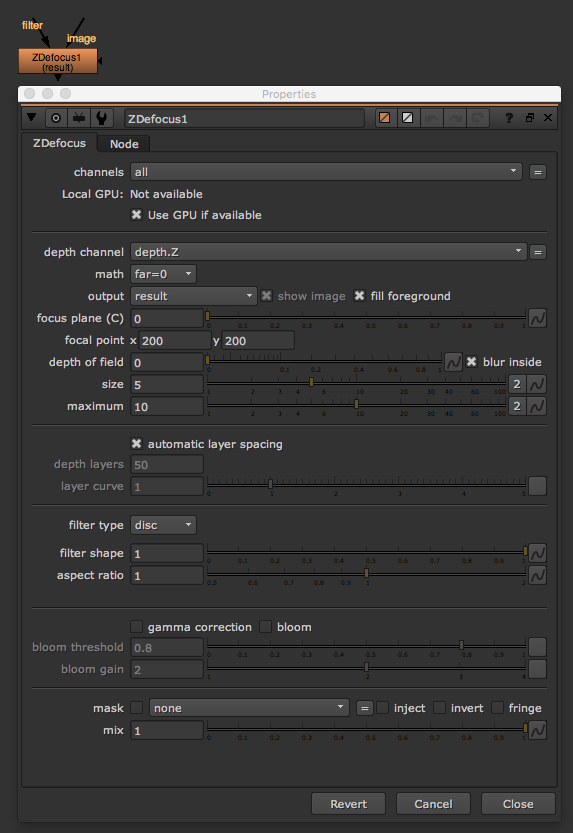 filter
image
ZDefocus1
(result)
Properties
ZDefocus1
?
ZDefocus Node
channels all =
Local GPU: Not available
Use GPU if available
depth channel depth.Z =
math far=0
output result show image fill foreground
focus plane (C) 0
0 0.1 0.2 0.3 0.4 0.5 0.6 0.7 0.8 0.9 1
focal point x 200 y 200
depth of field 0 blur inside
0 0.1 0.2 0.3 0.4 0.5 0.6 0.7 0.8 1
size 5 2
1 2 3 4 6 10 20 30 40 60 100
maximum 10 2
1 2 3 4 6 10 20 30 40 60 100
automatic layer spacing
depth layers 50
layer curve 1
0 1 2 3 4 5
filter type disc
filter shape 1
0 0.1 0.2 0.3 0.4 0.5 0.6 0.7 0.8 0.9 1
aspect ratio 1
0.5 0.6 0.7 0.8 0.9 1 2
gamma correction bloom
bloom threshold 0.8
0 0.1 0.2 0.3 0.4 0.5 0.6 0.7 0.8 0.9 1
bloom gain 2
1 2 3 4
mask none = inject invert fringe
mix 1
0 0.1 0.2 0.3 0.4 0.5 0.6 0.7 0.8 0.9 1
Revert Cancel Close